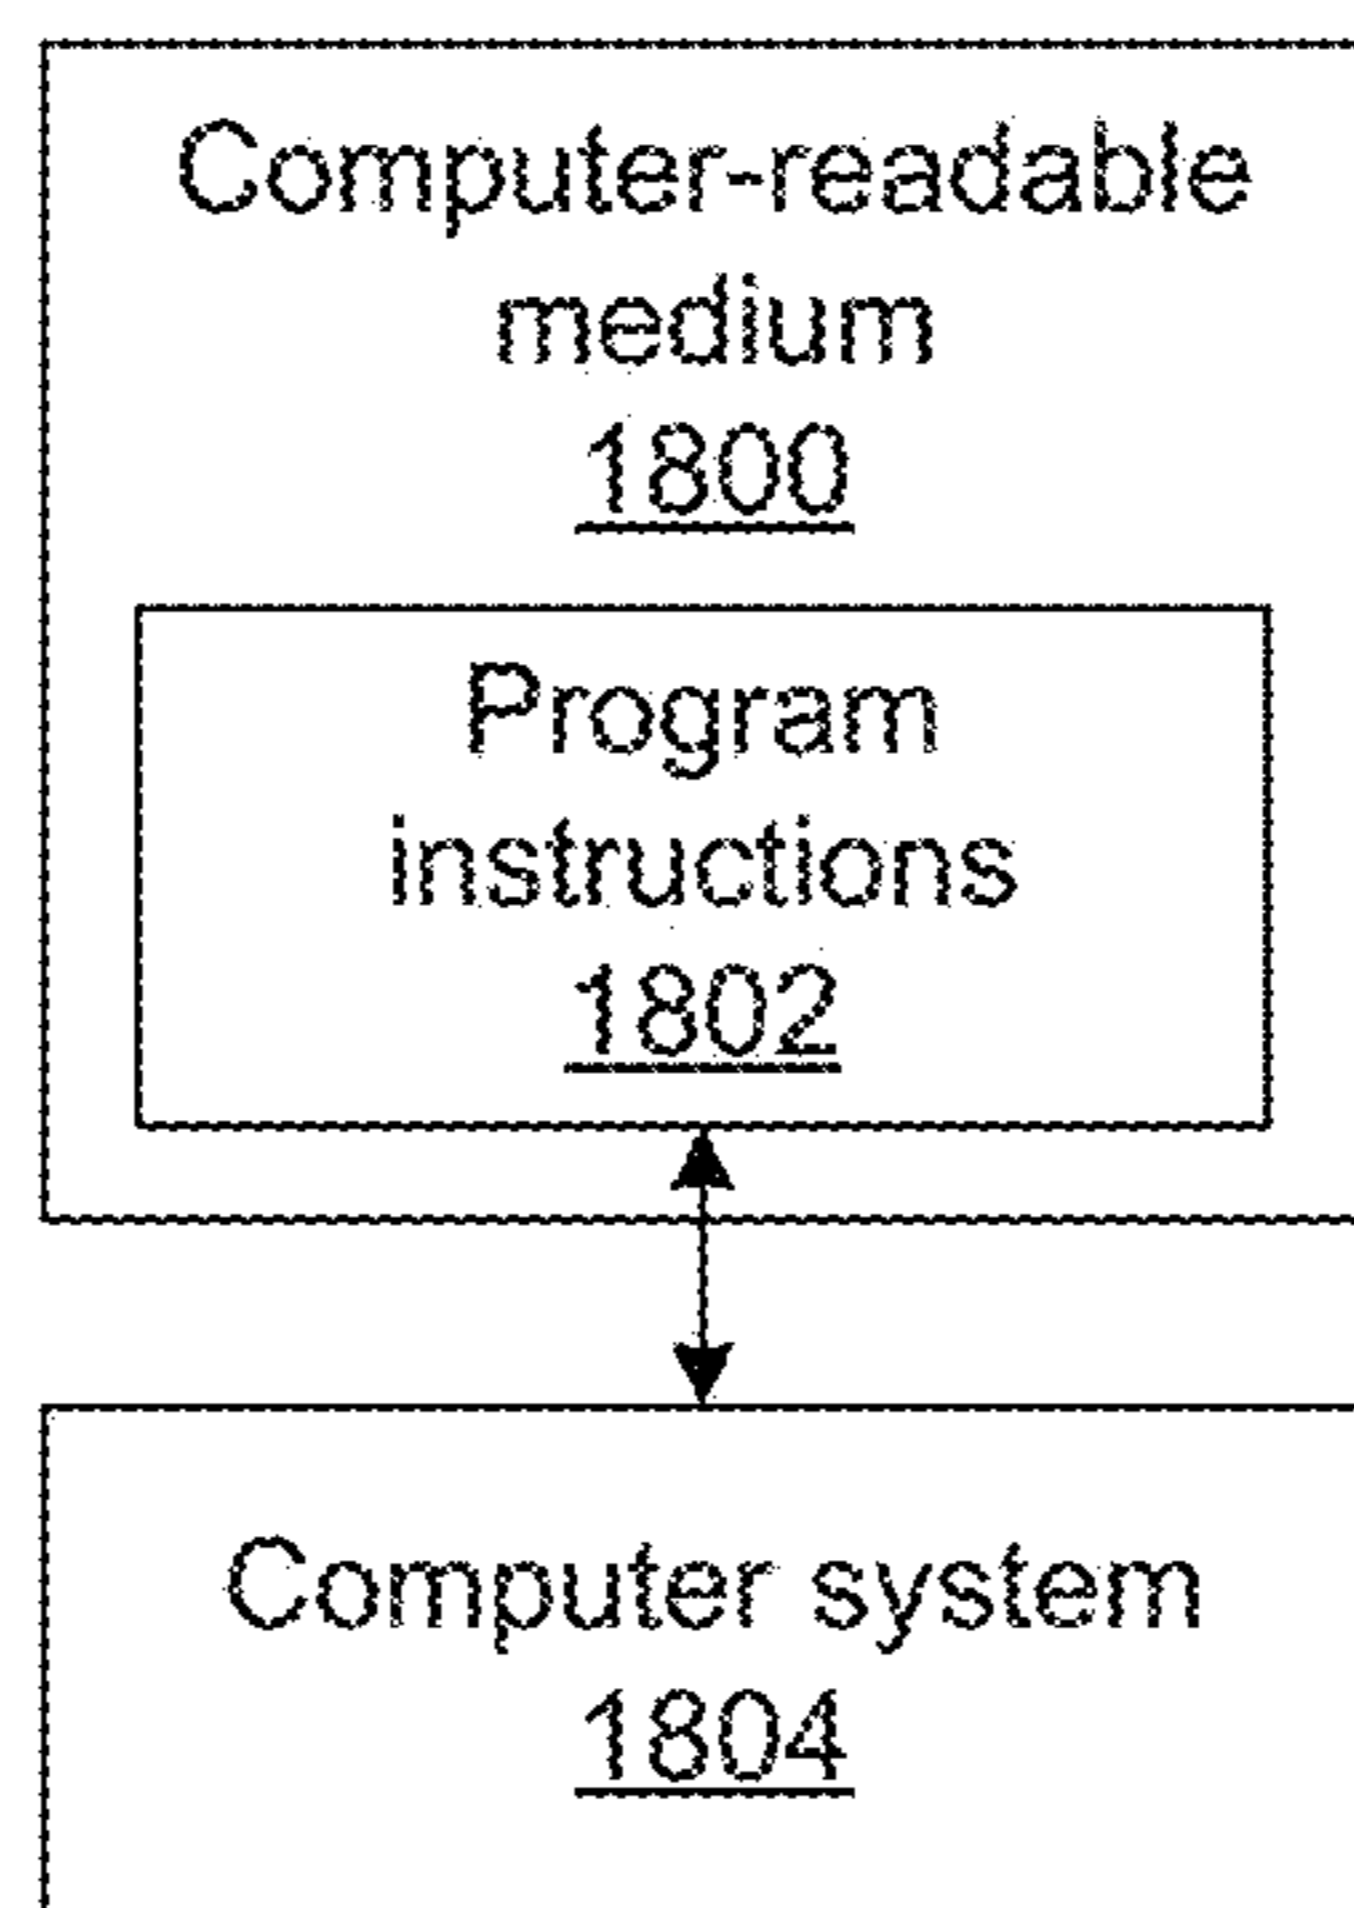 Computer-readable
medium
1800
Program
instructions
1802
Computer system
1804